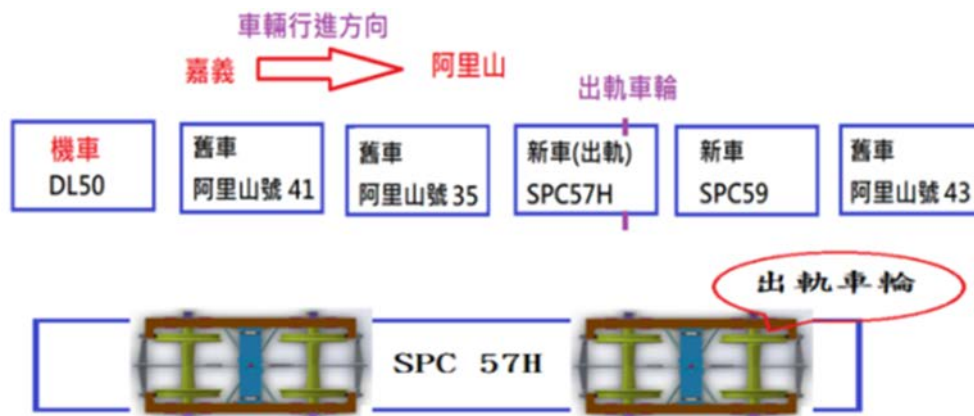 車輛行進方向
嘉義
阿里山
出軌車輪
機車
DL50
舊車
阿里山號 41
舊車
阿里山號 35
新車(出軌)
SPC57H
新車
SPC59
舊車
阿里山號 43
出軌車輪
SPC 57H